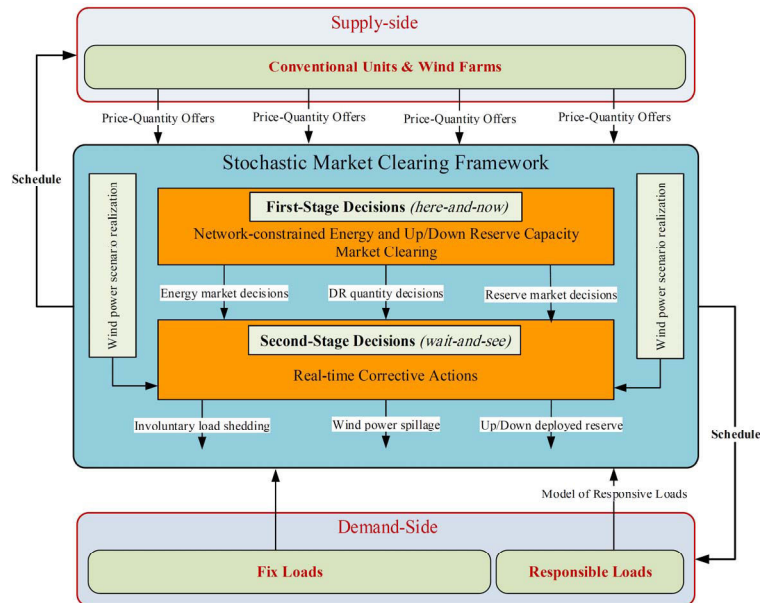 Supply-side
Conventional Units & Wind Farms
Price-Quantity Offers
Price-Quantity Offers
Price-Quantity Offers
Price-Quantity Offers
Stochastic Market Clearing Framework
Schedule
Wind power scenario realization
First-Stage Decisions (here-and-now)
Network-constrained Energy and Up/Down Reserve Capacity
Market Clearing
Wind power scenario realization
Energy market decisions
DR quantity decisions
Reserve market decisions
Second-Stage Decisions (wait-and-see)
Real-time Corrective Actions
Involuntary load shedding
Wind power spillage
Up/Down deployed reserve
Schedule
Model of Responsive Loads
Demand-Side
Fix Loads
Responsible Loads